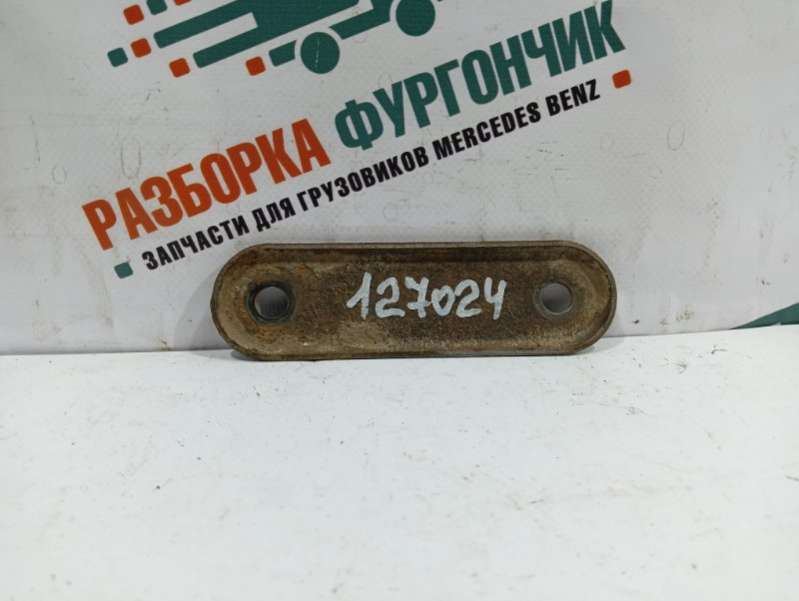 РАЗБОРКА ФУРГОНЧИК
ЗАПЧАСТИ ДЛЯ ГРУЗОВИКОВ MERCEDES BENZ
127024